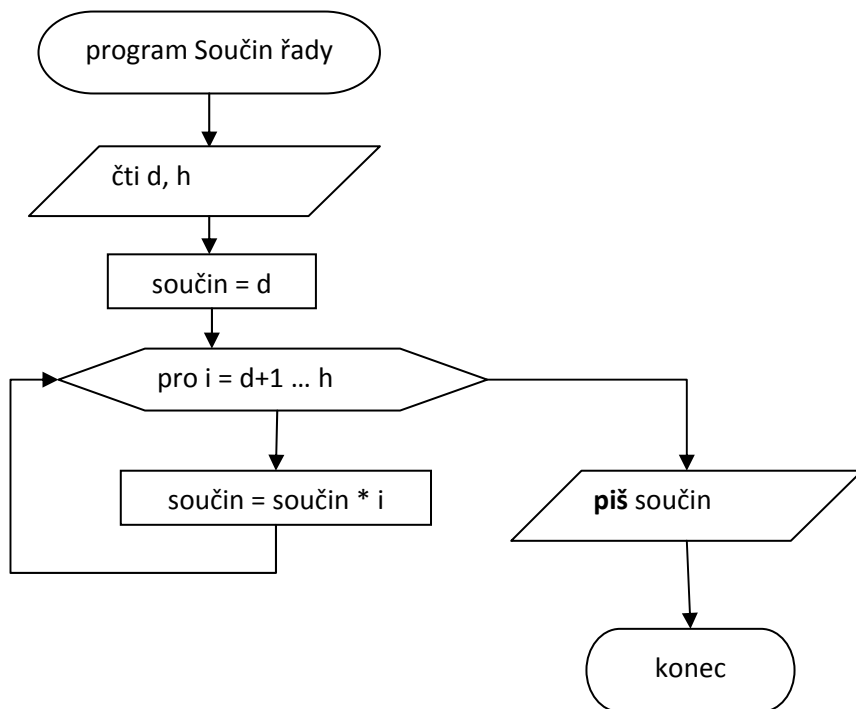 program Součin řady
čti d, h
součin = d
pro i = d+1 … h
součin = součin * i
piš součin
konec